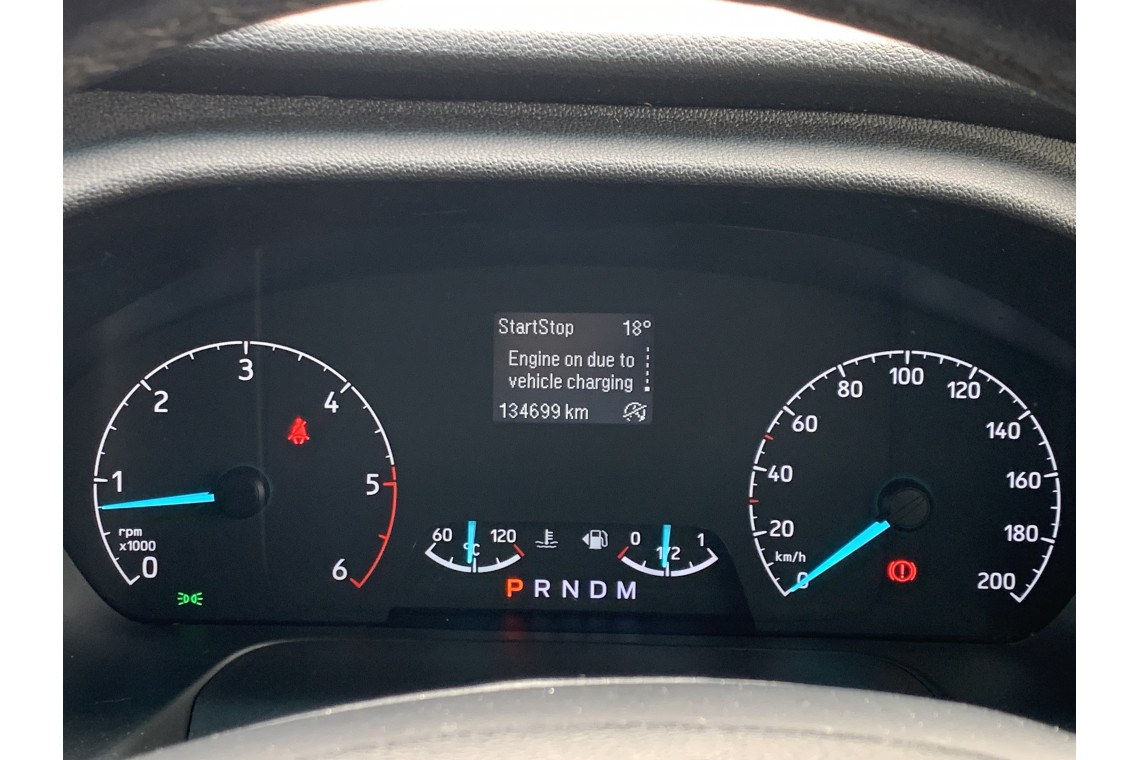 StartStop 18°
Engine on due to
vehicle charging
134699 km
0
1
2
3
4
5
6
rpm
x1000
60 °C 120
0 1/2 1
P R N D M
0
20
40
60
80
100
120
140
160
180
200
km/h